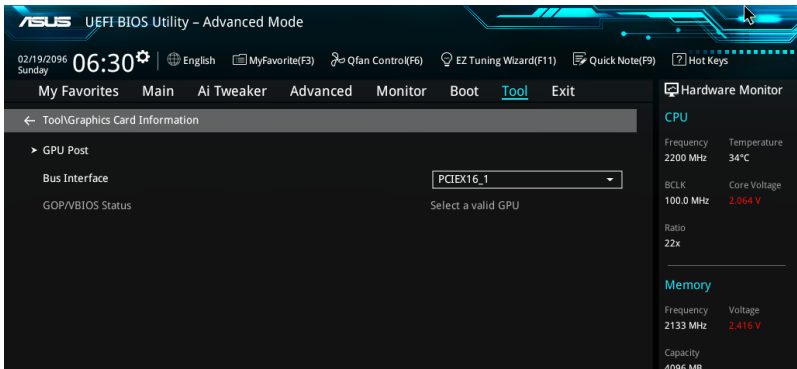 ASUS UEFI BIOS Utility – Advanced Mode
02/19/2096
Sunday
06:30
English
MyFavorite(F3)
Qfan Control(F6)
EZ Tuning Wizard(F11)
Quick Note(F9)
? Hot Keys
My Favorites
Main
Ai Tweaker
Advanced
Monitor
Boot
Tool
Exit
Tool\Graphics Card Information
GPU Post
Bus Interface
PCIEX16_1
GOP/VBIOS Status
Select a valid GPU
Hardware Monitor
CPU
Frequency Temperature
2200 MHz 34°C
BCLK Core Voltage
100.0 MHz 2.064 V
Ratio
22x
Memory
Frequency Voltage
2133 MHz 2.416 V
Capacity
4096 MB